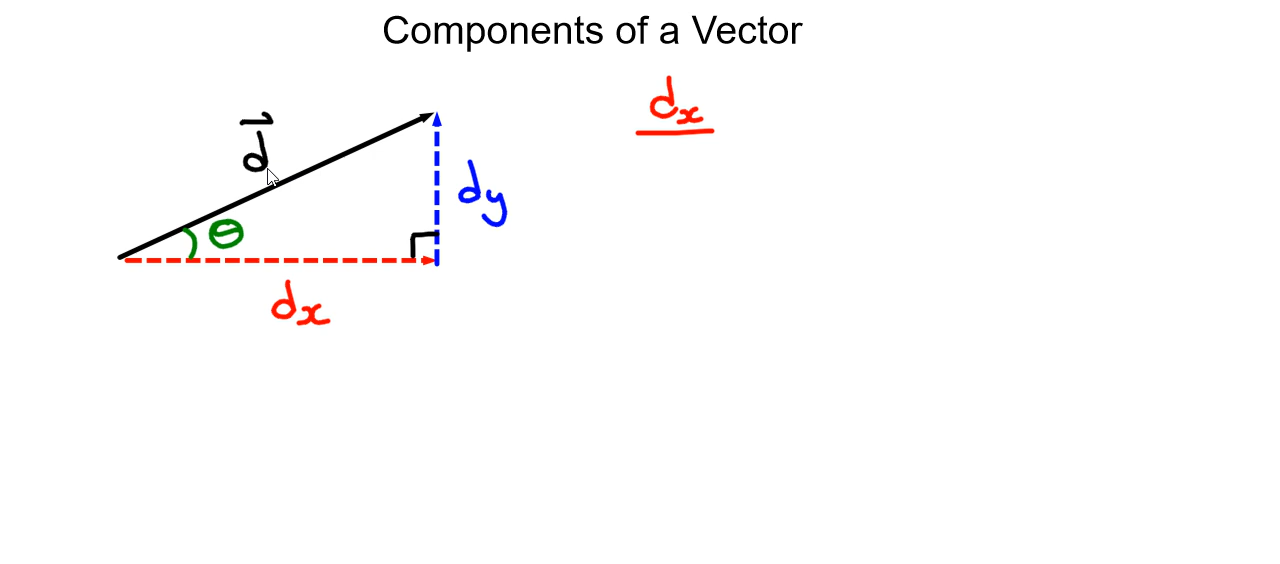 Components of a Vector
dx
d⃗
dy
θ
dx